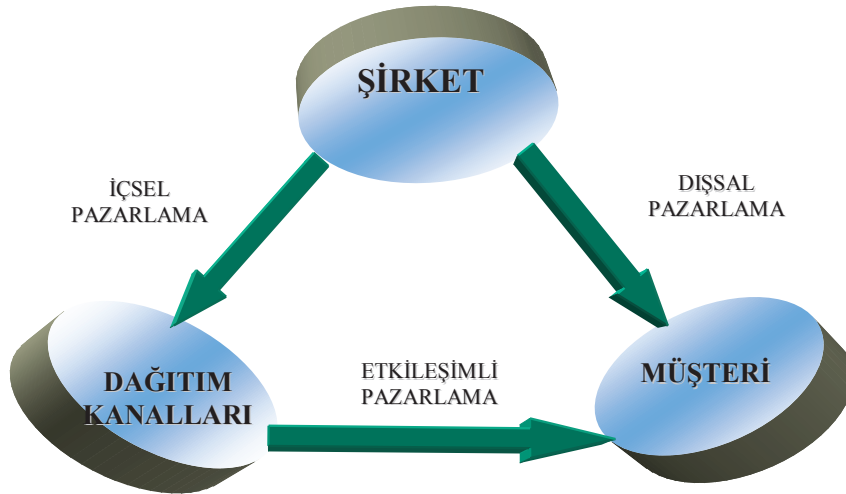 ŞİRKET
İÇSEL
PAZARLAMA
DIŞSAL
PAZARLAMA
DAĞITIM
KANALLARI
ETKİLEŞİMLİ
PAZARLAMA
MÜŞTERİ